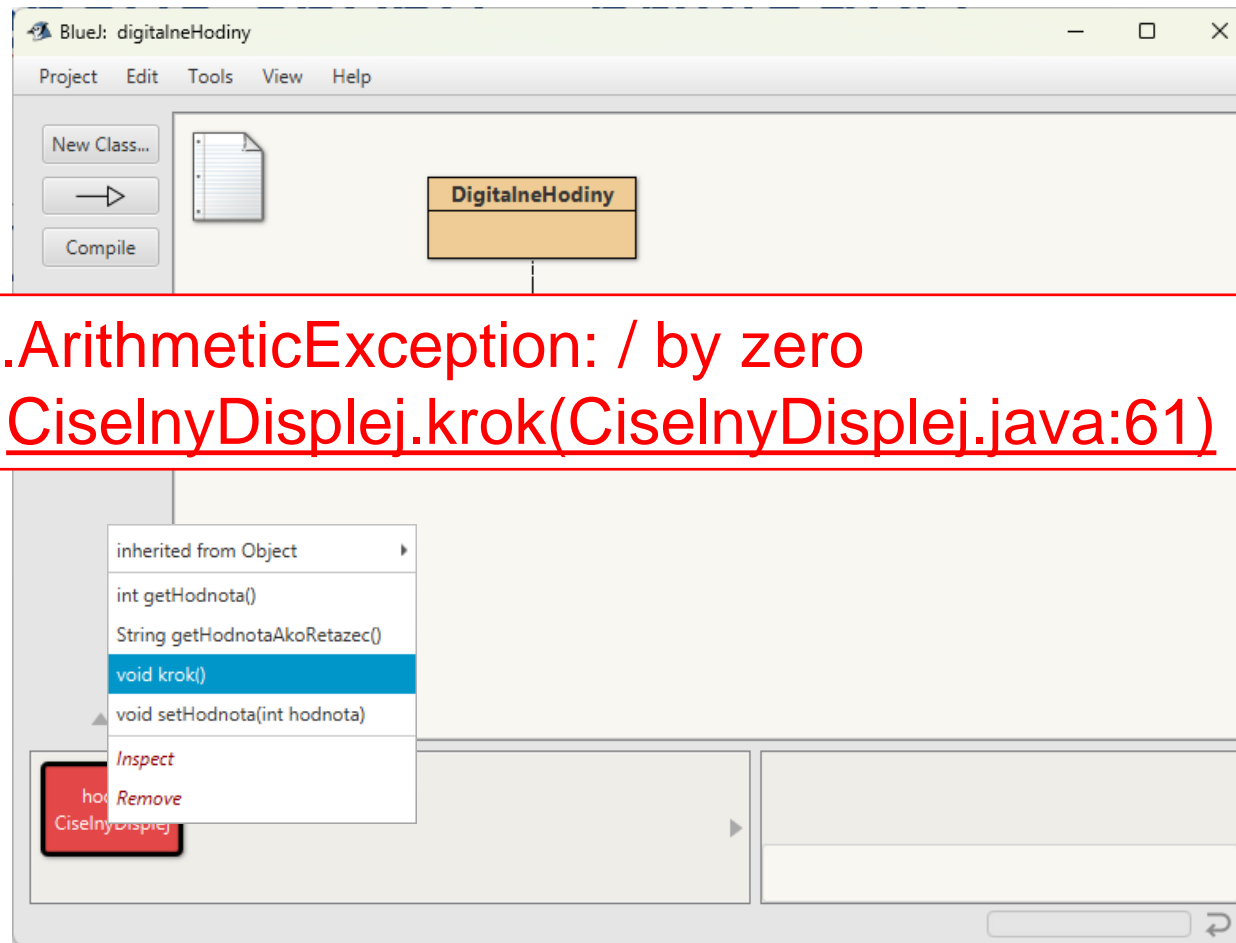 BlueJ: digitalneHodiny
Project Edit Tools View Help
New Class...
DigitalneHodiny
Compile
.ArithmeticException: / by zero
CiselnyDisplej.krok(CiselnyDisplej.java:61)
inherited from Object
int getHodnota()
String getHodnotaAkoRetazec()
void krok()
void setHodnota(int hodnota)
Inspect
Remove
CiselnyDisplej